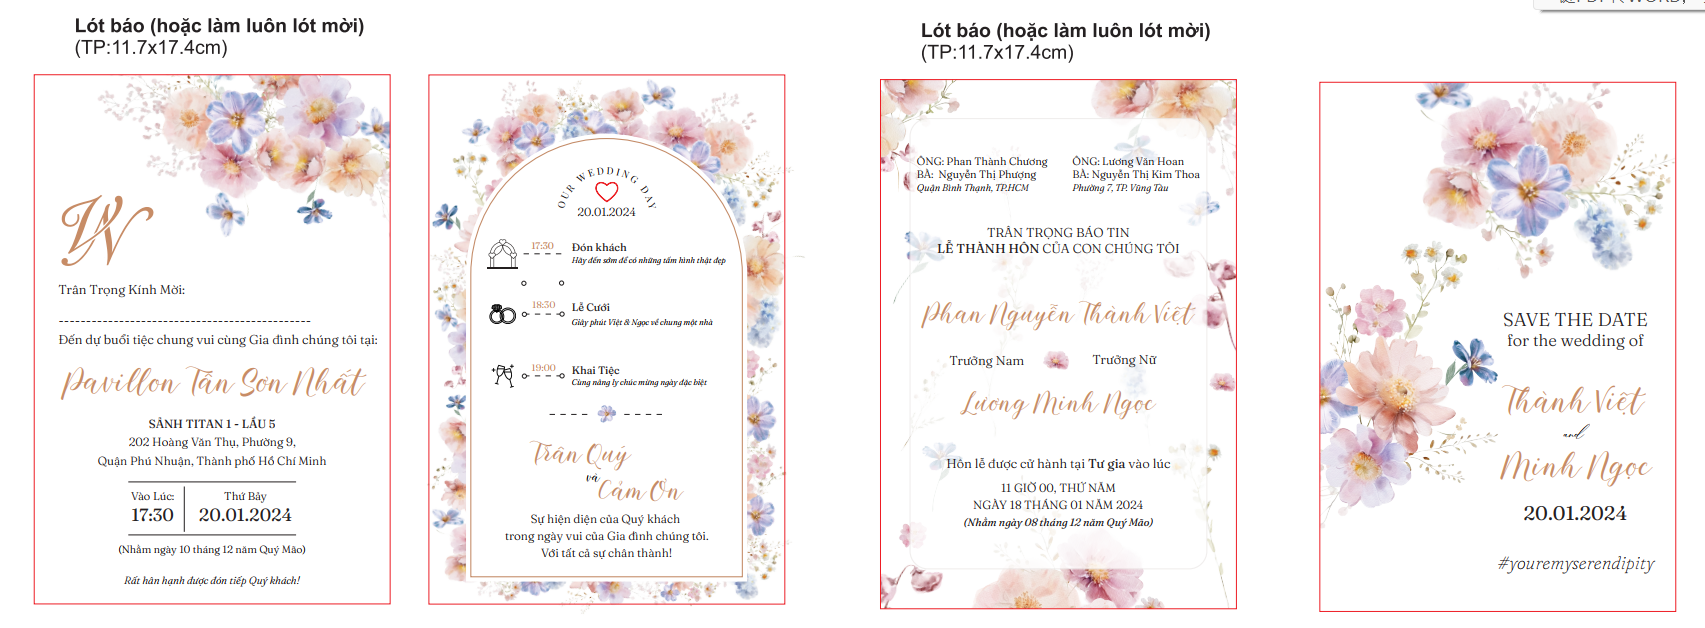 Lót báo (hoặc làm luôn lót mời)
(TP:11.7x17.4cm)
VN
Trân Trọng Kính Mời:
Đến dự buổi tiệc chung vui cùng Gia đình chúng tôi tại:
Pavillon Tân Sơn Nhất
SẢNH TITAN 1 - LẦU 5
202 Hoàng Văn Thụ, Phường 9,
Quận Phú Nhuận, Thành phố Hồ Chí Minh
Vào Lúc:
17:30
Thứ Bảy
20.01.2024
(Nhằm ngày 10 tháng 12 năm Quý Mão)
Rất hân hạnh được đón tiếp Quý khách!
OUR WEDDING DAY
20.01.2024
17:30
Đón khách
Hãy đến sớm để có những tấm hình thật đẹp
18:30
Lễ Cưới
Giây phút Việt & Ngọc về chung một nhà
19:00
Khai Tiệc
Cùng nâng ly chúc mừng ngày đặc biệt
Trân Quý
và
Cảm Ơn
Sự hiện diện của Quý khách
trong ngày vui của Gia đình chúng tôi.
Với tất cả sự chân thành!
Lót báo (hoặc làm luôn lót mời)
(TP:11.7x17.4cm)
ÔNG: Phan Thành Chương
BÀ: Nguyễn Thị Phượng
Quận Bình Thạnh, TP.HCM
ÔNG: Lương Văn Hoan
BÀ: Nguyễn Thị Kim Thoa
Phường 7, TP. Vũng Tàu
TRÂN TRỌNG BÁO TIN
LỄ THÀNH HÔN CỦA CON CHÚNG TÔI
Phan Nguyễn Thành Việt
Trưởng Nam
Trưởng Nữ
Lương Minh Ngọc
Hôn lễ được cử hành tại Tư gia vào lúc
11 GIỜ 00, THỨ NĂM
NGÀY 18 THÁNG 01 NĂM 2024
(Nhằm ngày 08 tháng 12 năm Quý Mão)
SAVE THE DATE
for the wedding of
Thành Việt
and
Minh Ngọc
20.01.2024
#youremyserendipity